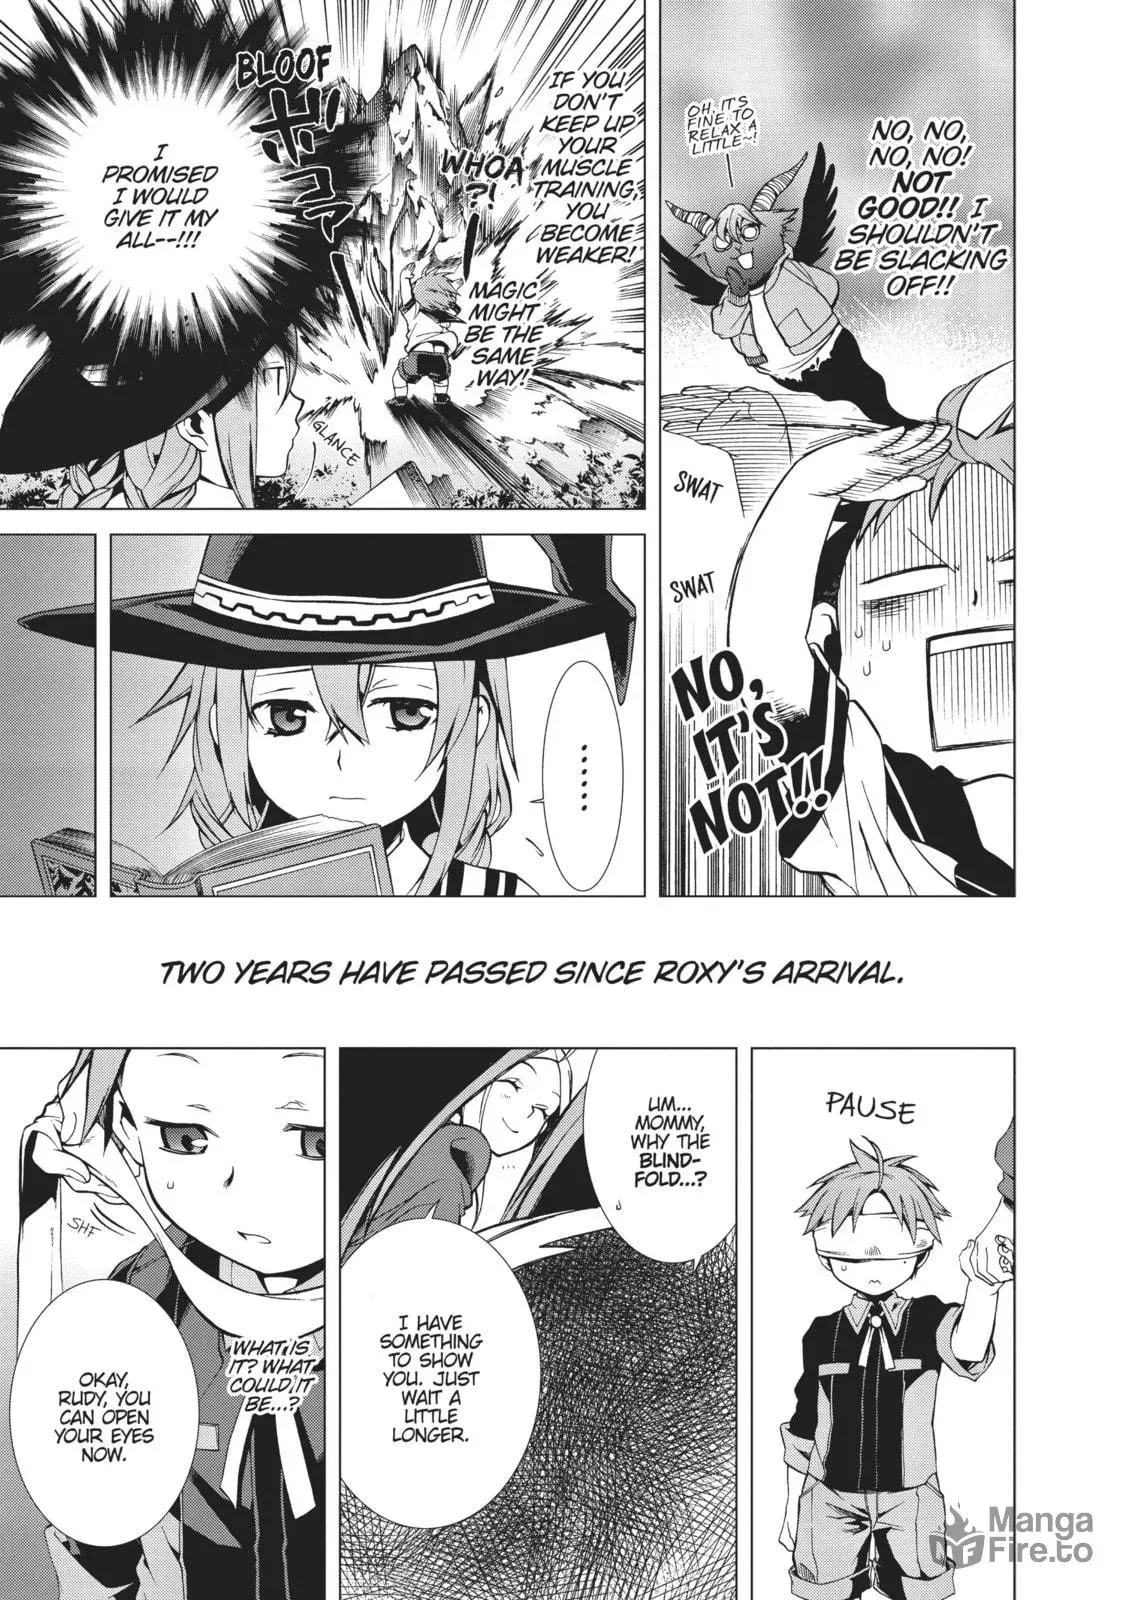 OH, IT'S
FINE TO
RELAX A
LITTLE~!
NO, NO,
NO, NO!
NOT
GOOD!! I
SHOULDN'T
BE SLACKING
OFF!!
SWAT
SWAT
NO,
IT'S
NOT!!
IF YOU
DON'T
KEEP UP
YOUR
MUSCLE
TRAINING,
YOU
BECOME
WEAKER!
MAGIC
MIGHT
BE THE
SAME
WAY!
WHOA
?!
BLOOF
ボコァ
I
PROMISED
I WOULD
GIVE IT MY
ALL--!!!
GLANCE
......
TWO YEARS HAVE PASSED SINCE ROXY'S ARRIVAL.
PAUSE
UM...
MOMMY,
WHY THE
BLIND-
FOLD...?
I HAVE
SOMETHING
TO SHOW
YOU. JUST
WAIT A
LITTLE
LONGER.
SHF
WHAT IS
IT? WHAT
COULD IT
BE...?
OKAY,
RUDY, YOU
CAN OPEN
YOUR EYES
NOW.
Manga
Fire.to